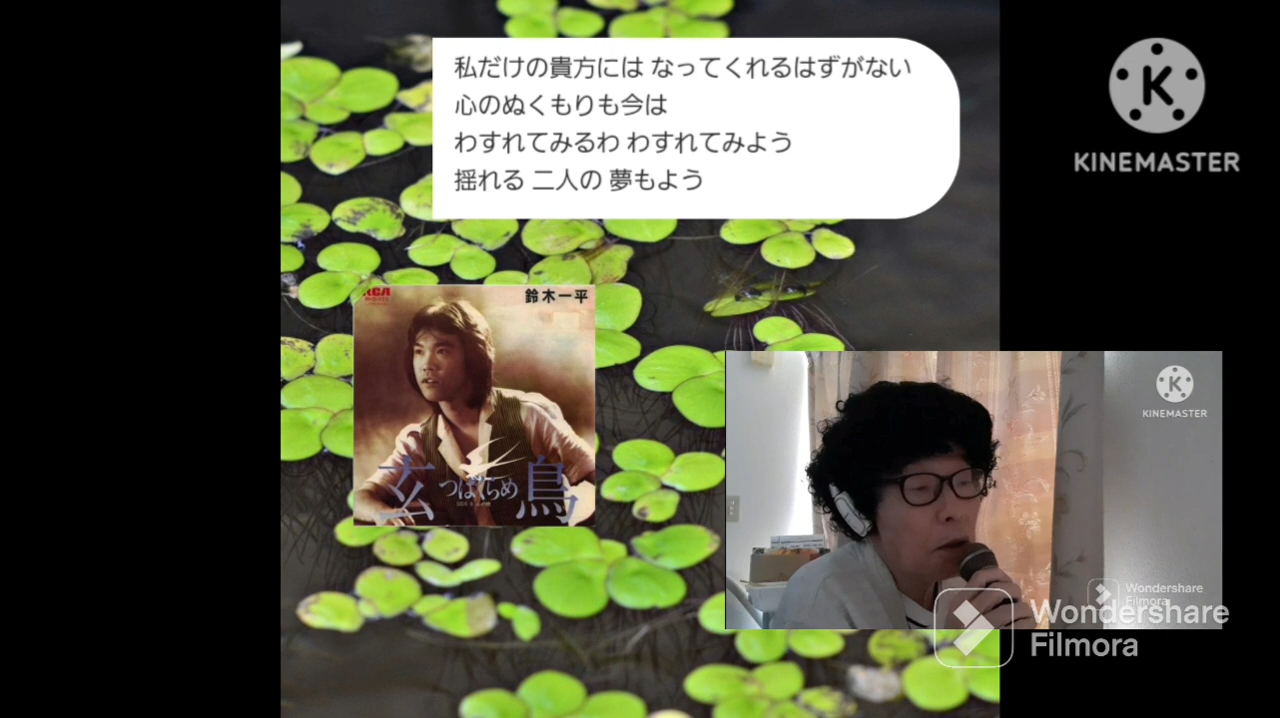 私だけの貴方には なってくれるはずがない
心のぬくもりも今は
わすれてみるわ わすれてみよう
揺れる 二人の 夢もよう
KINEMASTER
RCA
鈴木一平
玄鳥
つばくらめ
KINEMASTER
Wondershare
Filmora
Wondershare
Filmora